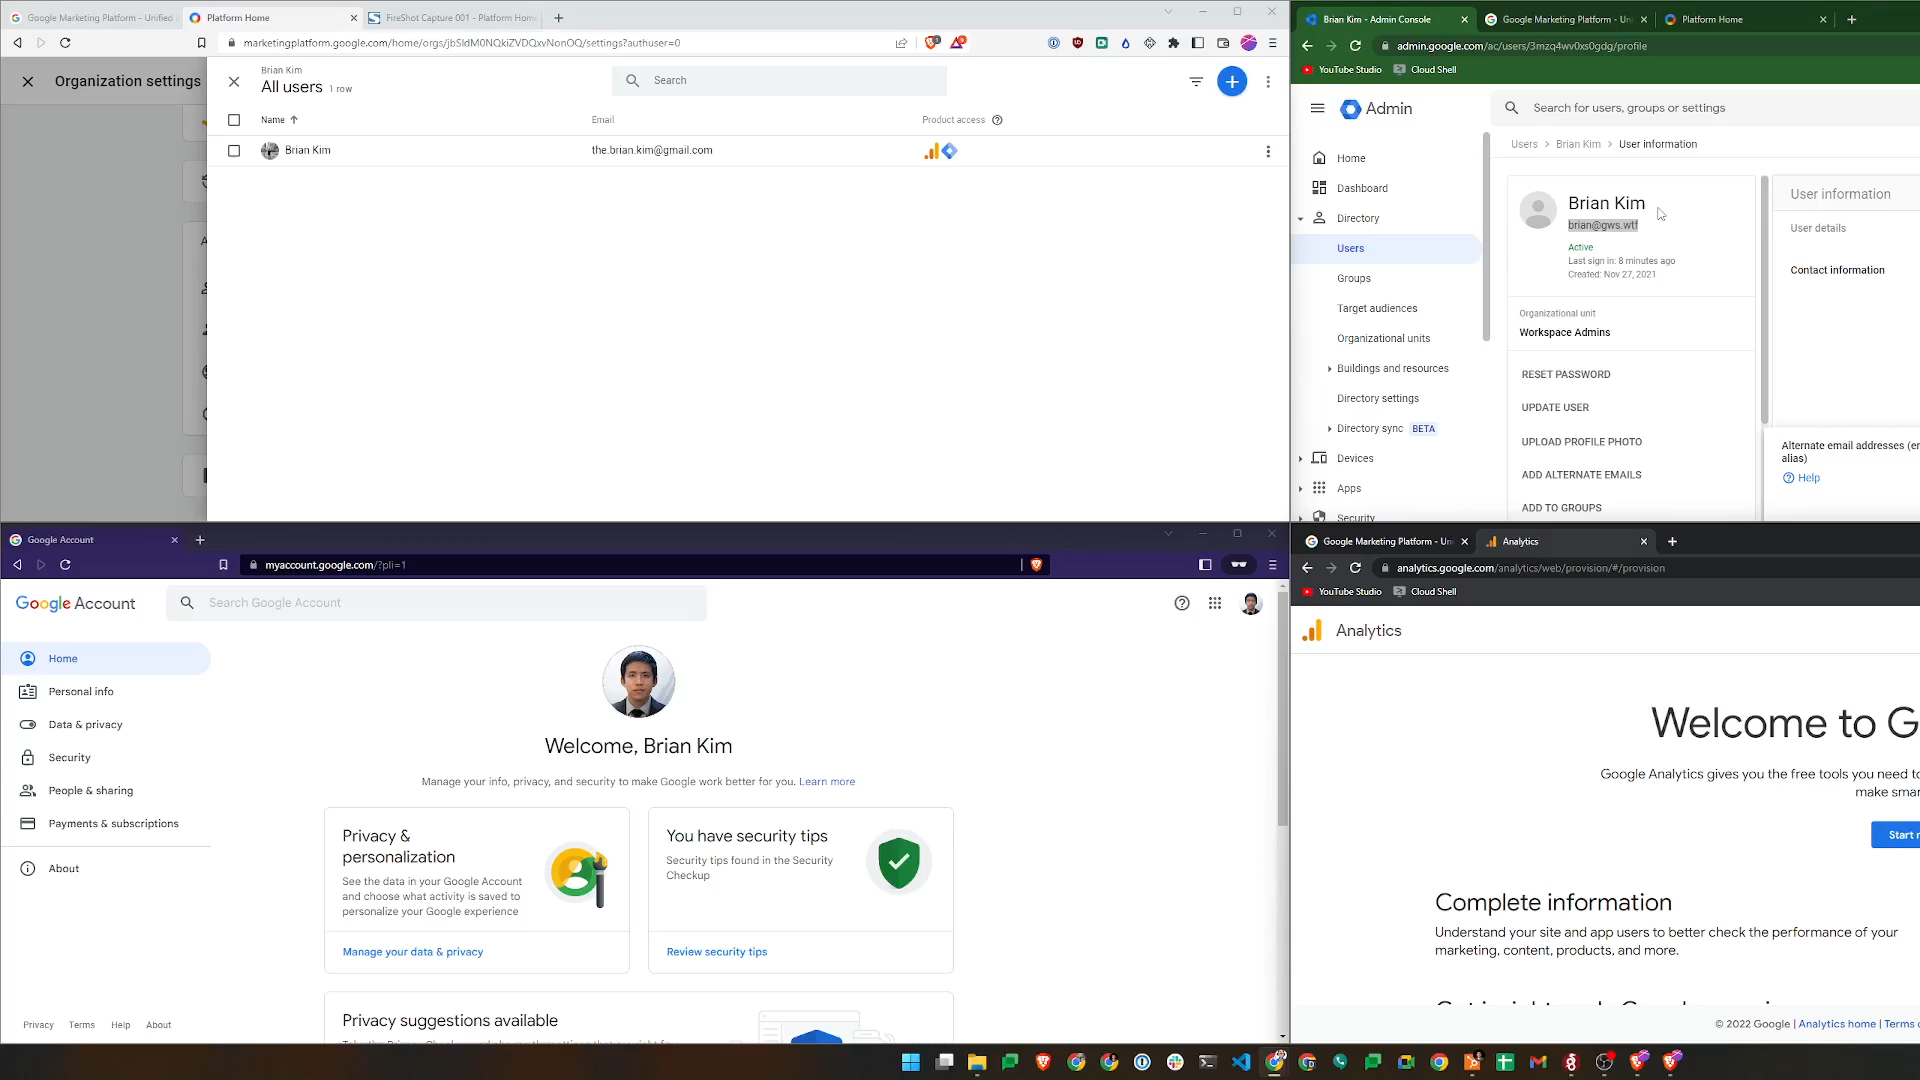 Google Marketing Platform - Unified
Platform Home
FireShot Capture 001 - Platform Home
marketingplatform.google.com/home/orgs/jbSIdM0NQkiZVDQxvNonOQ/settings?authuser=0
Organization settings
Brian Kim
All users 1 row
Search
Name
Email
Product access
Brian Kim
the.brian.kim@gmail.com
Brian Kim - Admin Console
Google Marketing Platform - Un
Platform Home
admin.google.com/ac/users/3mzq4wv0xs0gdg/profile
YouTube Studio
Cloud Shell
Admin
Search for users, groups or settings
Home
Dashboard
Directory
Users
Groups
Target audiences
Organizational units
Buildings and resources
Directory settings
Directory sync BETA
Devices
Apps
Security
Users > Brian Kim > User information
Brian Kim
brian@gws.wtf
Active
Last sign in: 8 minutes ago
Created: Nov 27, 2021
Organizational unit
Workspace Admins
RESET PASSWORD
UPDATE USER
UPLOAD PROFILE PHOTO
ADD ALTERNATE EMAILS
ADD TO GROUPS
User information
User details
Contact information
Alternate email addresses (e
alias)
Help
Google Account
myaccount.google.com/?pli=1
Google Account
Search Google Account
Home
Personal info
Data & privacy
Security
People & sharing
Payments & subscriptions
About
Welcome, Brian Kim
Manage your info, privacy, and security to make Google work better for you. Learn more
Privacy &
personalization
See the data in your Google Account
and choose what activity is saved to
personalize your Google experience
Manage your data & privacy
You have security tips
Security tips found in the Security
Checkup
Review security tips
Privacy suggestions available
Privacy
Terms
Help
About
Google Marketing Platform - Un
Analytics
analytics.google.com/analytics/web/provision/#/provision
YouTube Studio
Cloud Shell
Analytics
Welcome to G
Google Analytics gives you the free tools you need to
make smar
Start
Complete information
Understand your site and app users to better check the performance of your
marketing, content, products, and more.
© 2022 Google | Analytics home | Terms